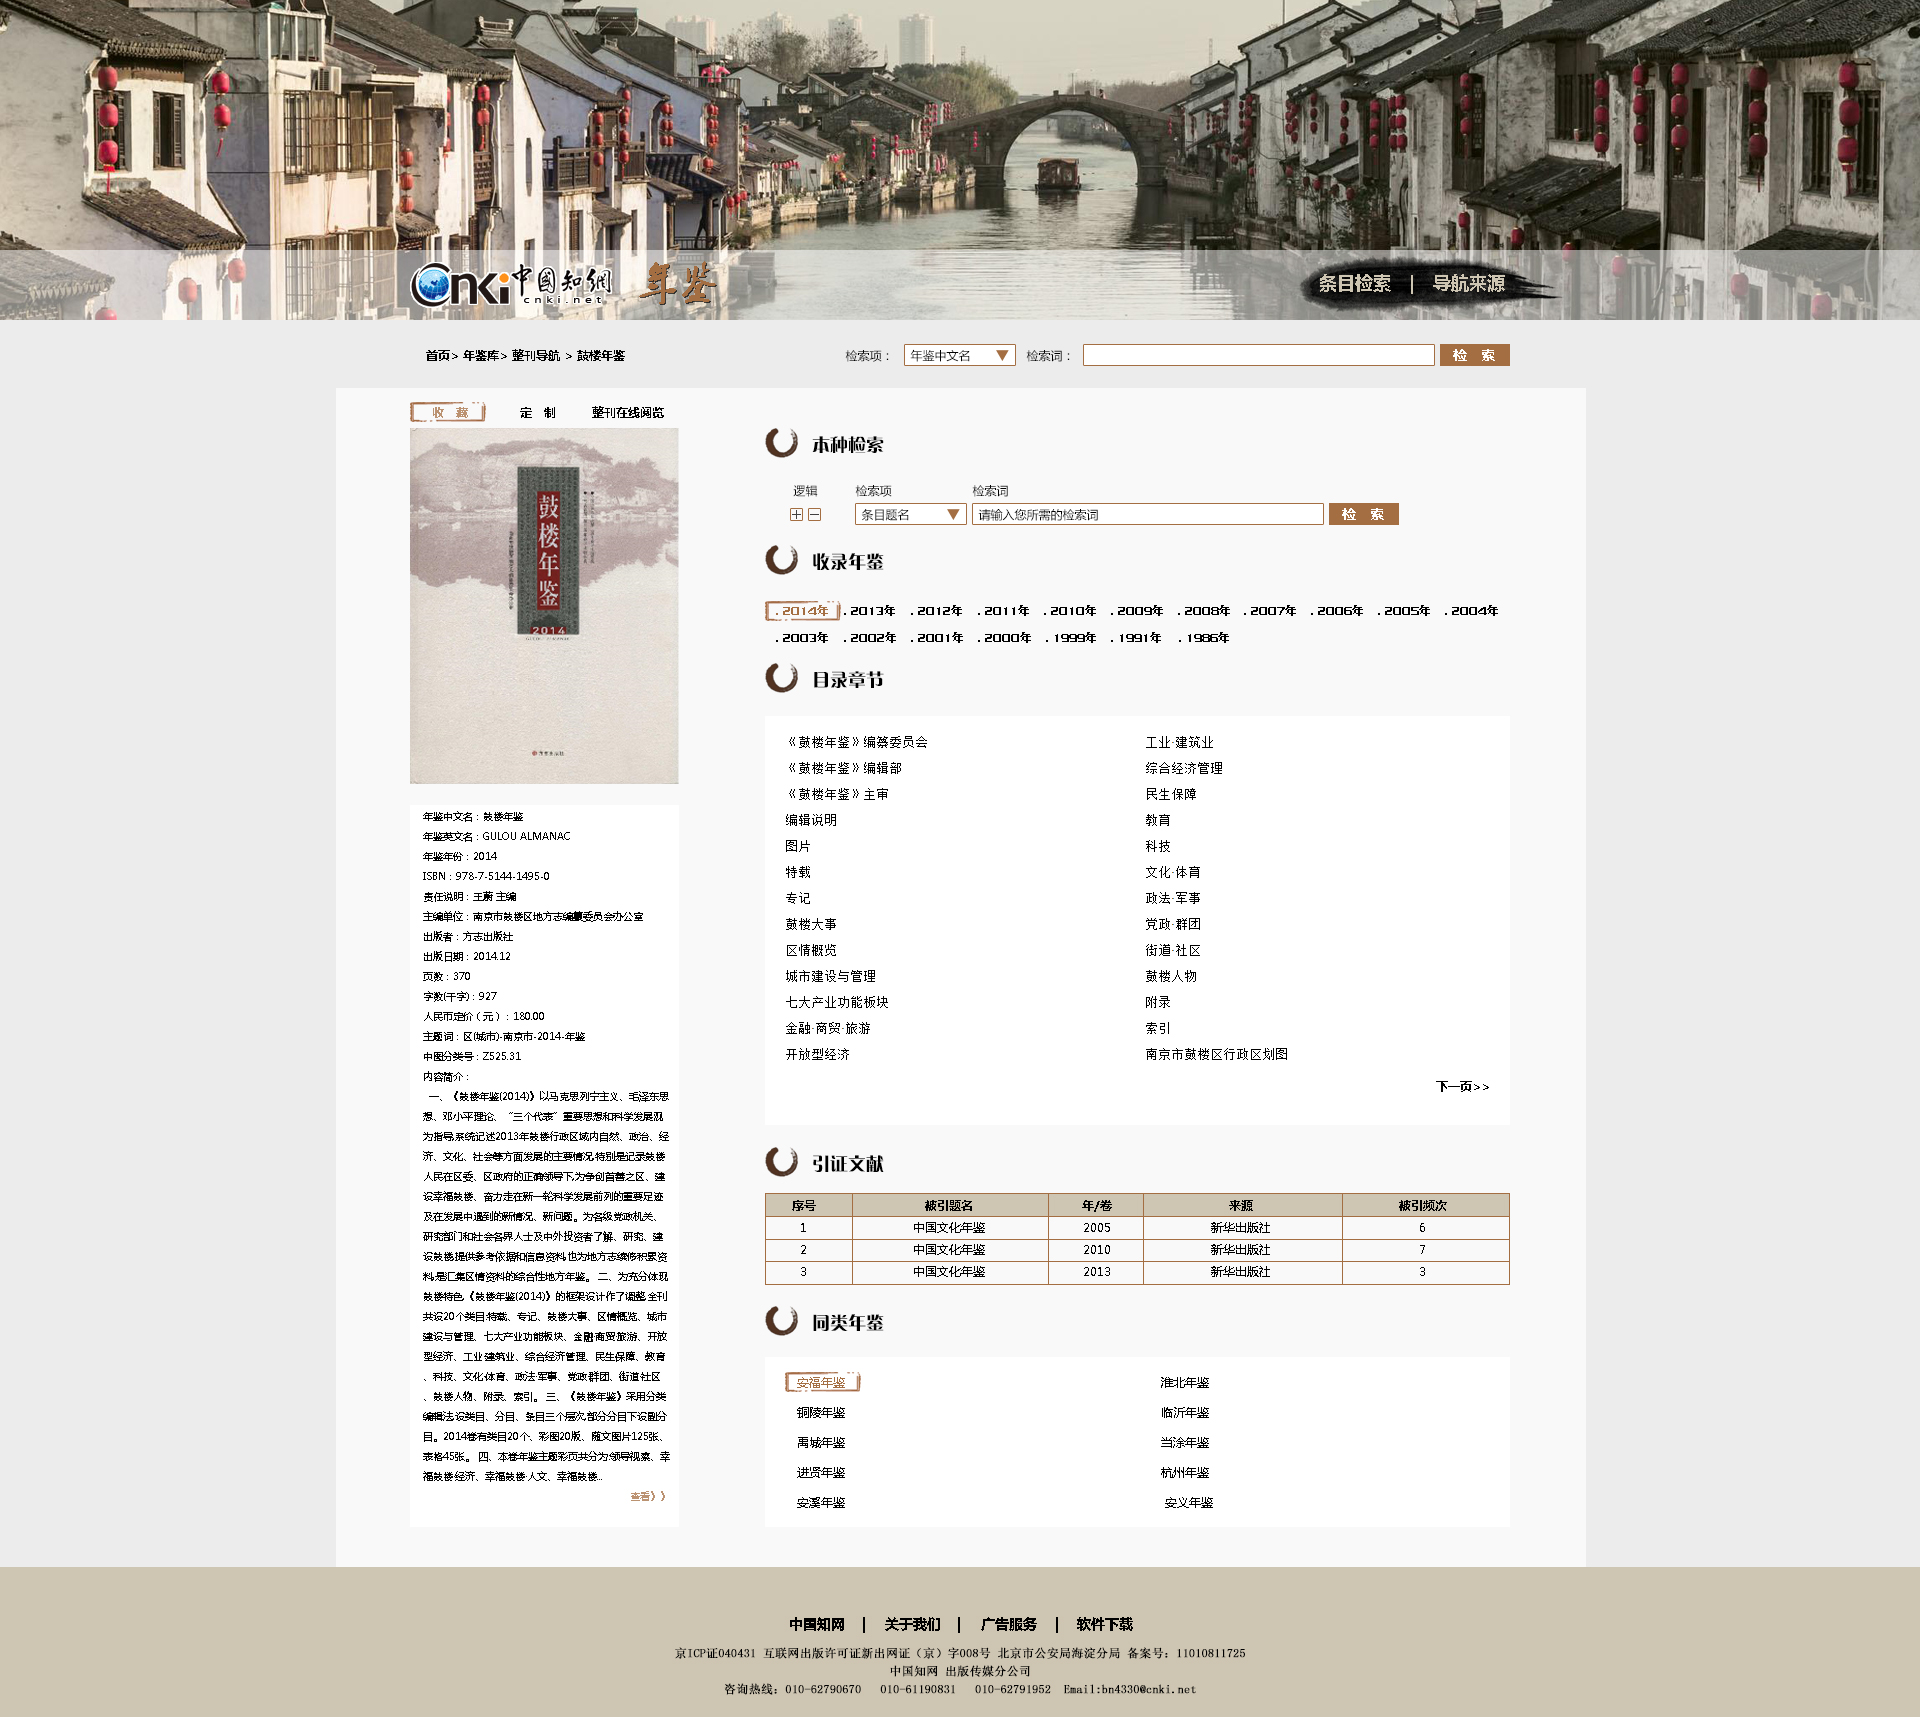 cnki 中国知網 年鉴
cnki.net
条目检索 | 导航来源
首页> 年鉴库> 整刊导航 > 鼓楼年鉴
检索项： 年鉴中文名 检索词： 检 索
收 藏 定 制 整刊在线阅览
鼓楼年鉴
2014
本种检索
逻辑 检索项 检索词
条目题名 请输入您所需的检索词 检 索
收录年鉴
. 2014年 . 2013年 . 2012年 . 2011年 . 2010年 . 2009年 . 2008年 . 2007年 . 2006年 . 2005年 . 2004年
. 2003年 . 2002年 . 2001年 . 2000年 . 1999年 . 1991年 . 1986年
目录章节
《鼓楼年鉴》编纂委员会
《鼓楼年鉴》编辑部
《鼓楼年鉴》主审
编辑说明
图片
特载
专记
鼓楼大事
区情概览
城市建设与管理
七大产业功能板块
金融·商贸·旅游
开放型经济
工业·建筑业
综合经济管理
民生保障
教育
科技
文化·体育
政法·军事
党政·群团
街道·社区
鼓楼人物
附录
索引
南京市鼓楼区行政区划图
下一页>>
年鉴中文名：鼓楼年鉴
年鉴英文名：GULOU ALMANAC
年鉴年份：2014
ISBN：978-7-5144-1495-0
责任说明：王蔚 主编
主编单位：南京市鼓楼区地方志编纂委员会办公室
出版者：方志出版社
出版日期：2014.12
页数：370
字数(千字)：927
人民币定价（元）：180.00
主题词：区(城市)-南京市-2014-年鉴
中图分类号：Z525.31
内容简介：
一、《鼓楼年鉴(2014)》以马克思列宁主义、毛泽东思
想、邓小平理论、“三个代表”重要思想和科学发展观
为指导,系统记述2013年鼓楼行政区域内自然、政治、经
济、文化、社会等方面发展的主要情况,特别是记录鼓楼
人民在区委、区政府的正确领导下,为争创首善之区、建
设幸福鼓楼、奋力走在新一轮科学发展前列的重要足迹
及在发展中遇到的新情况、新问题。为各级党政机关、
研究部门和社会各界人士及中外投资者了解、研究、建
设鼓楼,提供参考依据和信息资料,也为地方志续修积累资
料,是汇集区情资料的综合性地方年鉴。 二、为充分体现
鼓楼特色,《鼓楼年鉴(2014)》的框架设计作了调整,全刊
共设20个类目:特载、专记、鼓楼大事、区情概览、城市
建设与管理、七大产业功能板块、金融·商贸·旅游、开放
型经济、工业·建筑业、综合经济管理、民生保障、教育
、科技、文化·体育、政法·军事、党政·群团、街道·社区
、鼓楼人物、附录、索引。 三、《鼓楼年鉴》采用分类
编辑法,设类目、分目、条目三个层次,部分分目下设副分
目。2014卷有类目20个、彩图20版、随文图片125张、
表格45张。 四、本卷年鉴主题彩页共分为:领导视察、幸
福鼓楼·经济、幸福鼓楼·人文、幸福鼓楼...
查看》》
引证文献
序号 被引题名 年/卷 来源 被引频次
1 中国文化年鉴 2005 新华出版社 6
2 中国文化年鉴 2010 新华出版社 7
3 中国文化年鉴 2013 新华出版社 3
同类年鉴
安福年鉴 淮北年鉴
铜陵年鉴 临沂年鉴
禹城年鉴 当涂年鉴
进贤年鉴 杭州年鉴
安溪年鉴 安义年鉴
中国知网 | 关于我们 | 广告服务 | 软件下载
京ICP证040431 互联网出版许可证新出网证（京）字008号 北京市公安局海淀分局 备案号：11010811725
中国知网 出版传媒分公司
咨询热线：010-62790670 010-61190831 010-62791952 Email:bn4330@cnki.net